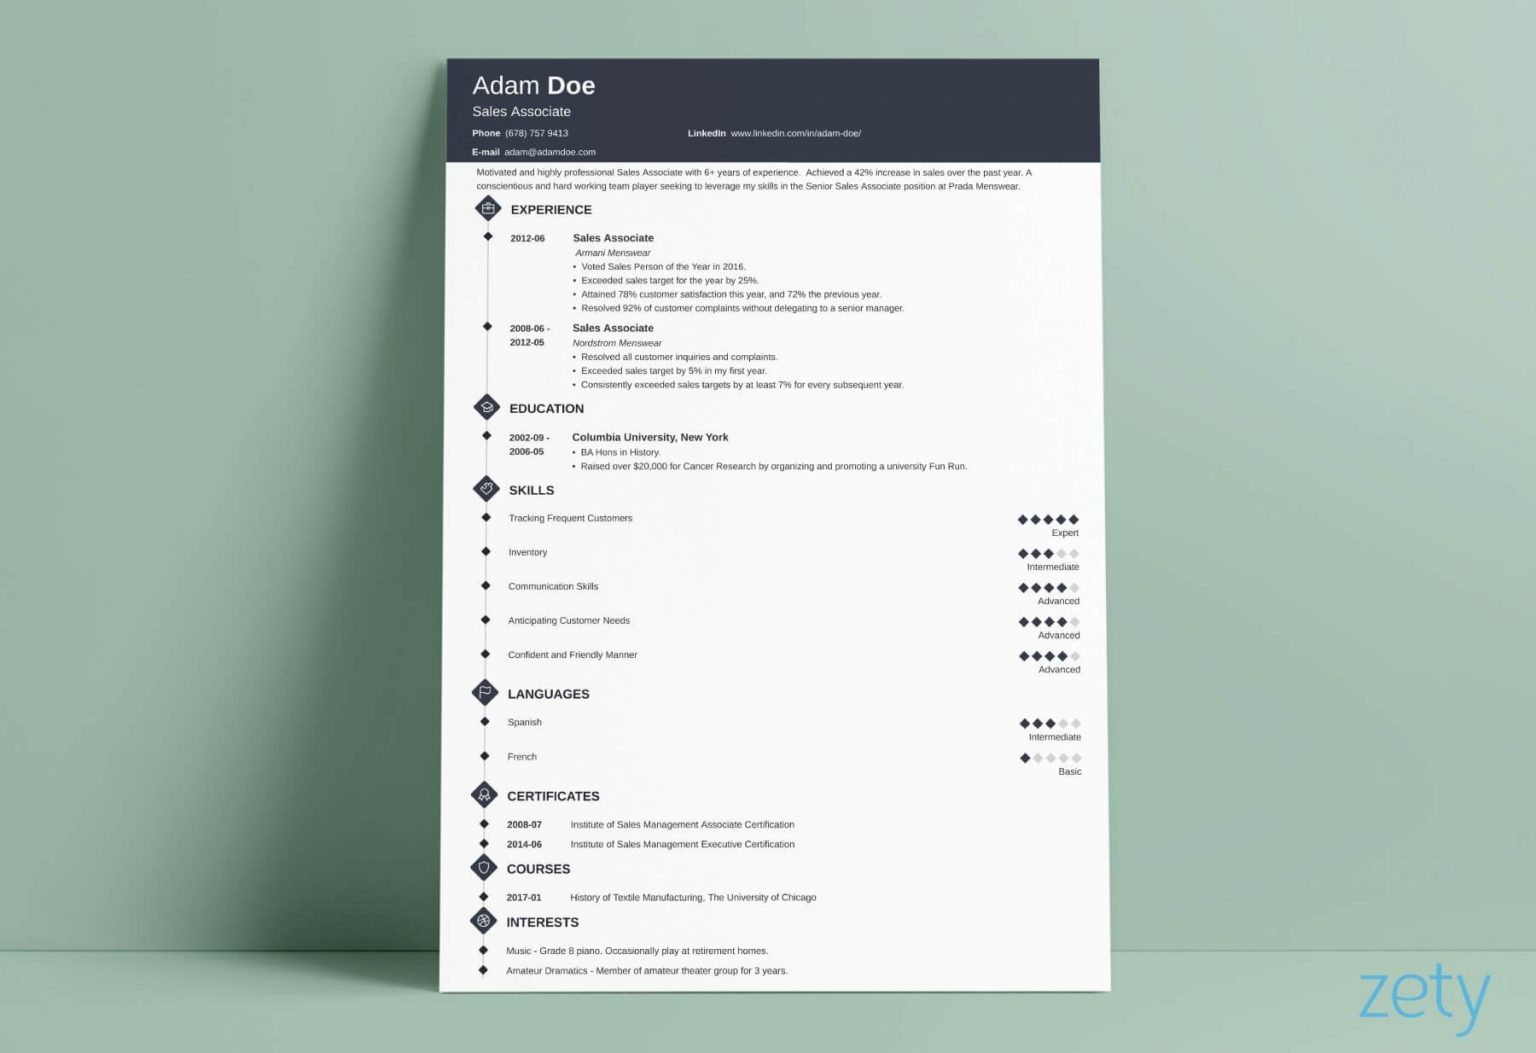 Adam Doe
Sales Associate
Phone (678) 757 9413
LinkedIn www.linkedin.com/in/adam-doe/
E-mail adam@adamdoe.com
Motivated and highly professional Sales Associate with 6+ years of experience. Achieved a 42% increase in sales over the past year. A
conscientious and hard working team player seeking to leverage my skills in the Senior Sales Associate position at Prada Menswear.
EXPERIENCE
2012-06 Sales Associate
Armani Menswear
• Voted Sales Person of the Year in 2016.
• Exceeded sales target for the year by 25%.
• Attained 78% customer satisfaction this year, and 72% the previous year.
• Resolved 92% of customer complaints without delegating to a senior manager.
2008-06 - Sales Associate
2012-05 Nordstrom Menswear
• Resolved all customer inquiries and complaints.
• Exceeded sales target by 5% in my first year.
• Consistently exceeded sales targets by at least 7% for every subsequent year.
EDUCATION
2002-09 - Columbia University, New York
2006-05 • BA Hons in History.
• Raised over $20,000 for Cancer Research by organizing and promoting a university Fun Run.
SKILLS
Tracking Frequent Customers
Expert
Inventory
Intermediate
Communication Skills
Advanced
Anticipating Customer Needs
Advanced
Confident and Friendly Manner
Advanced
LANGUAGES
Spanish
Intermediate
French
Basic
CERTIFICATES
2008-07 Institute of Sales Management Associate Certification
2014-06 Institute of Sales Management Executive Certification
COURSES
2017-01 History of Textile Manufacturing, The University of Chicago
INTERESTS
Music - Grade 8 piano. Occasionally play at retirement homes.
Amateur Dramatics - Member of amateur theater group for 3 years.
zety